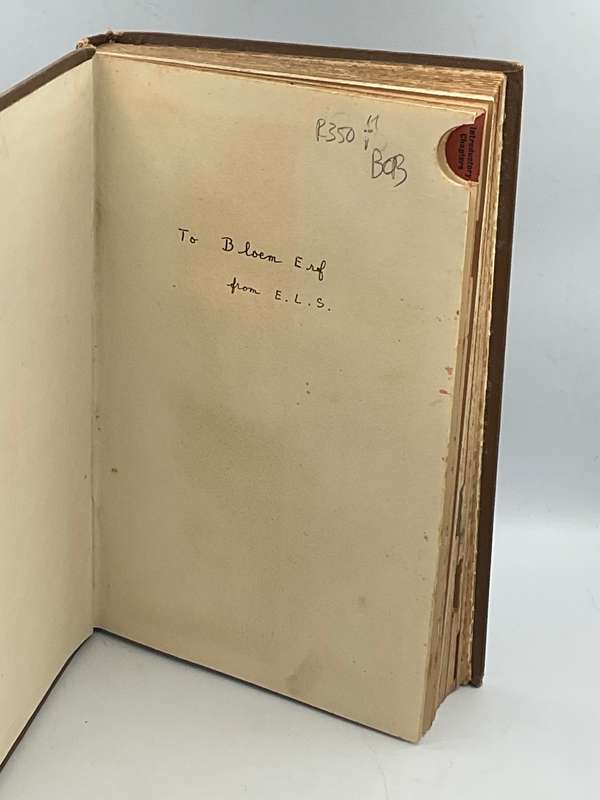 R350
BOB
Introductory
Chapters
To Bloem Erf
from E. L. S.